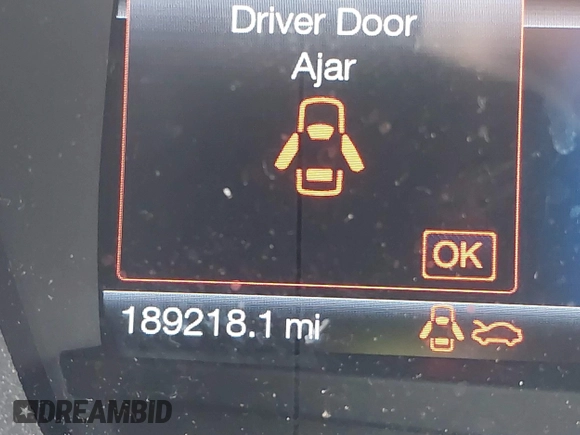 Driver Door
Ajar
OK
189218.1 mi
DREAMBID